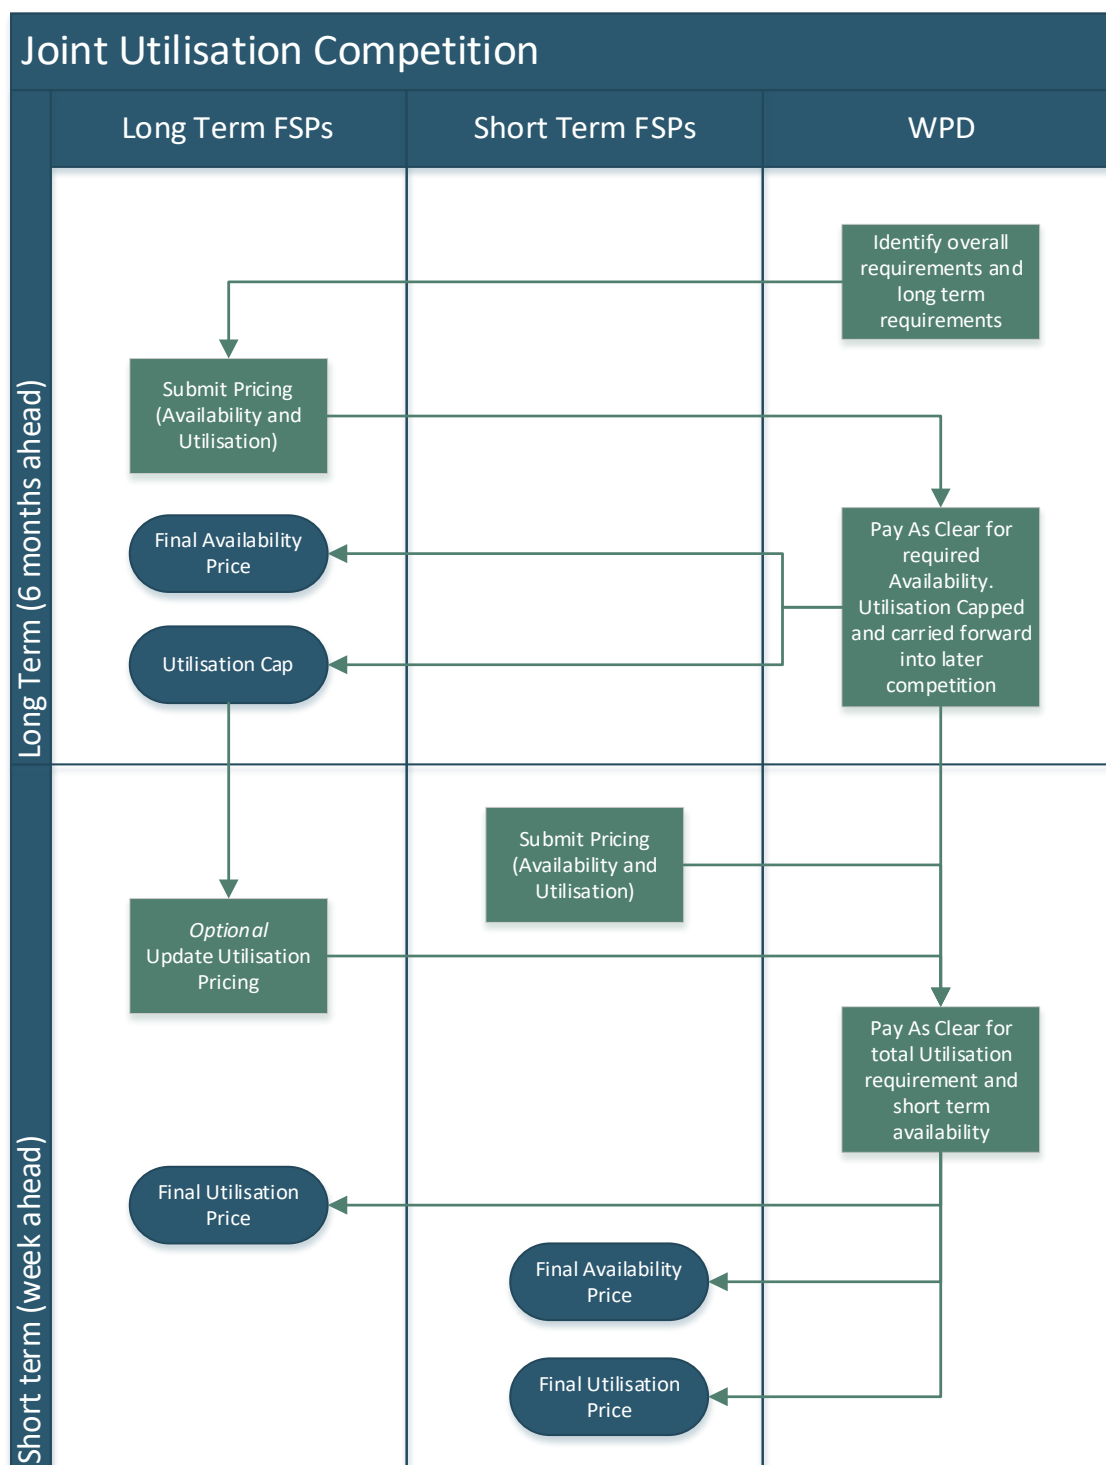 Joint Utilisation Competition
Long Term FSPs
Short Term FSPs
WPD
Long Term (6 months ahead)
Identify overall
requirements and
long term
requirements
Submit Pricing
(Availability and
Utilisation)
Final Availability
Price
Pay As Clear for
required
Availability.
Utilisation Capped
and carried forward
into later
competition
Utilisation Cap
Short term (week ahead)
Submit Pricing
(Availability and
Utilisation)
Optional
Update Utilisation
Pricing
Pay As Clear for
total Utilisation
requirement and
short term
availability
Final Utilisation
Price
Final Availability
Price
Final Utilisation
Price